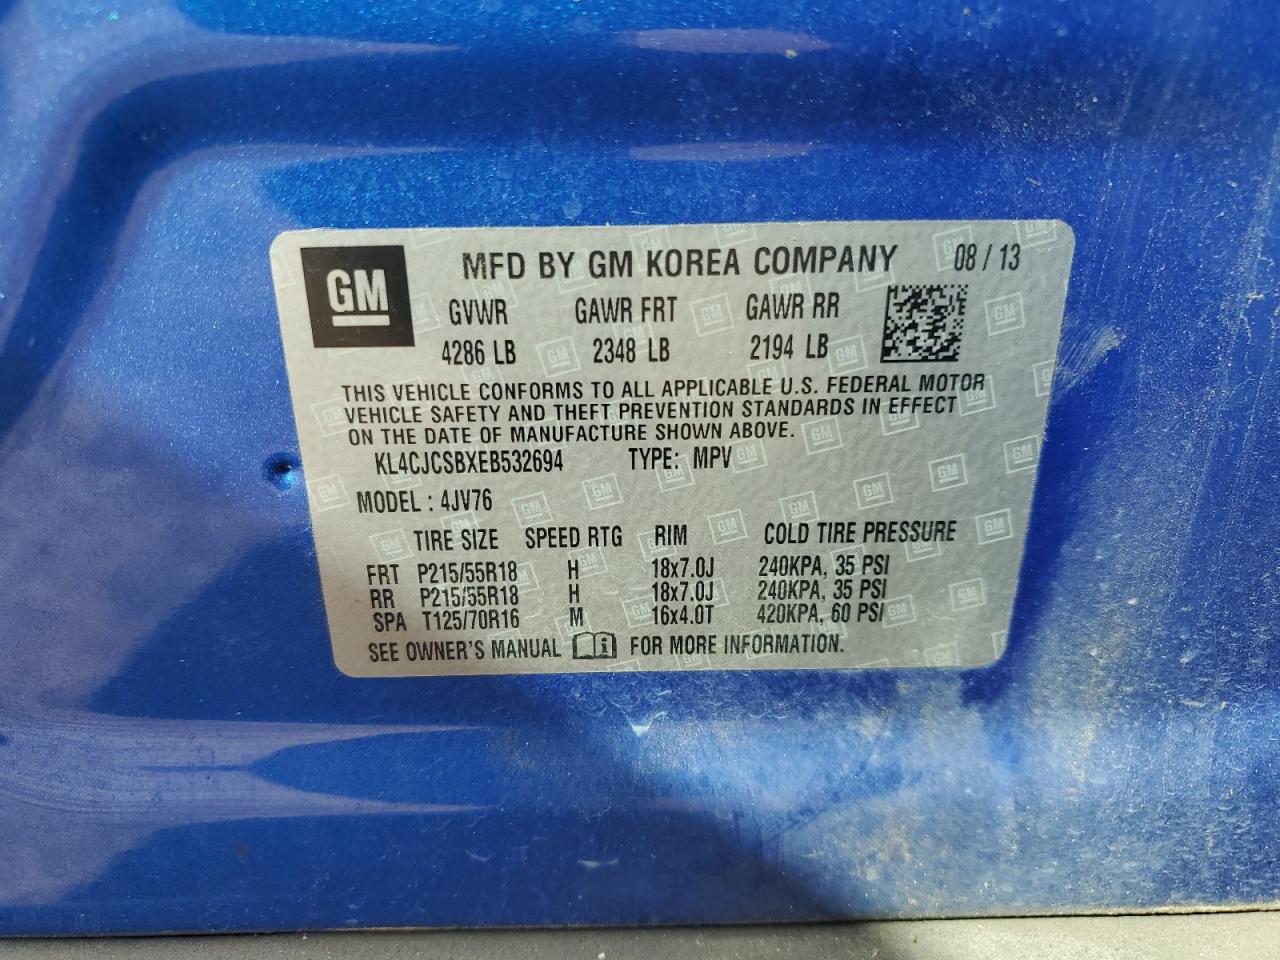 GM MFD BY GM KOREA COMPANY 08 / 13
GVWR GAWR FRT GAWR RR
4286 LB 2348 LB 2194 LB
THIS VEHICLE CONFORMS TO ALL APPLICABLE U.S. FEDERAL MOTOR
VEHICLE SAFETY AND THEFT PREVENTION STANDARDS IN EFFECT
ON THE DATE OF MANUFACTURE SHOWN ABOVE.
KL4CJCSBXEB532694 TYPE: MPV
MODEL : 4JV76
TIRE SIZE SPEED RTG RIM COLD TIRE PRESSURE
FRT P215/55R18 H 18x7.0J 240KPA, 35 PSI
RR P215/55R18 H 18x7.0J 240KPA, 35 PSI
SPA T125/70R16 M 16x4.0T 420KPA, 60 PSI
SEE OWNER'S MANUAL i FOR MORE INFORMATION.